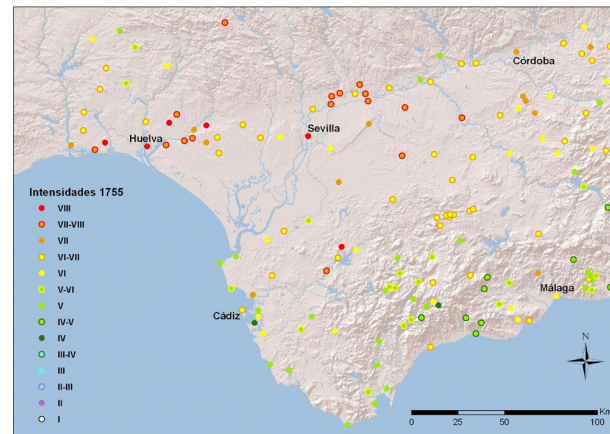 Córdoba
Sevilla
Huelva
Intensidades 1755
VIII
VII-VIII
VII
VI-VII
VI
V-VI
V
IV-V
IV
III-IV
III
II-III
II
I
Málaga
Cádiz
N
0 25 50 100
Km